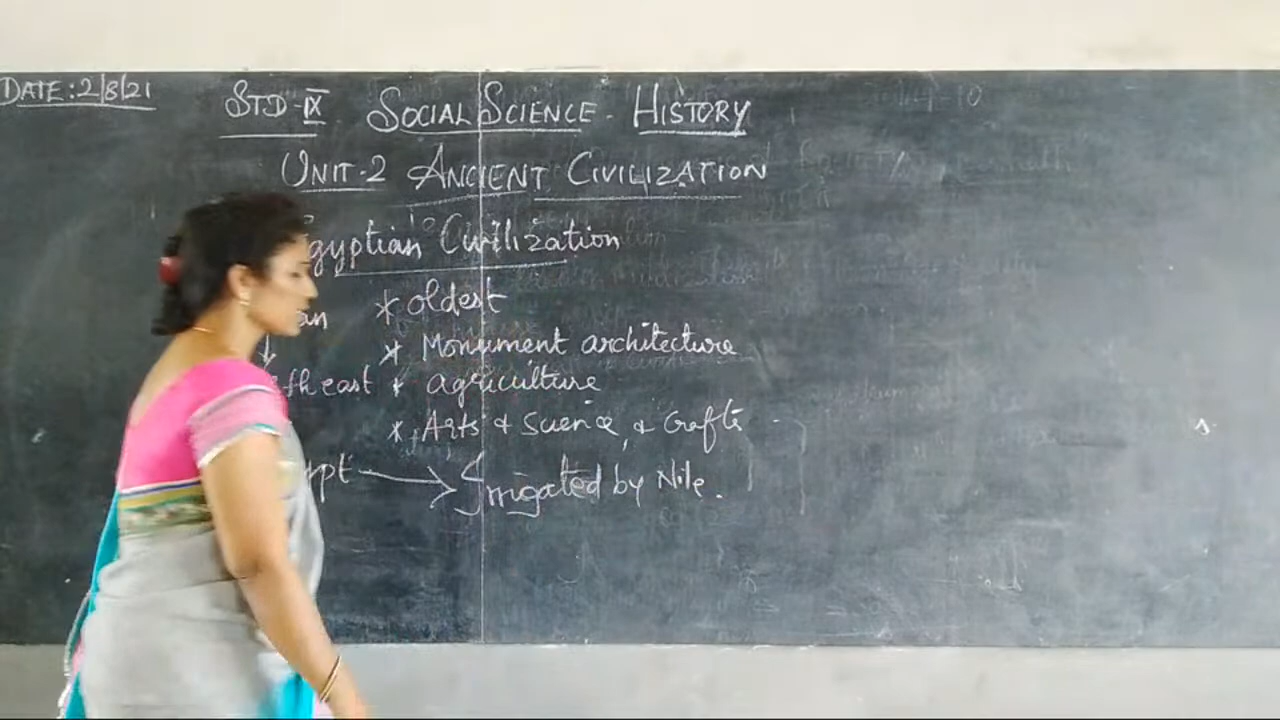 DATE: 2/8/21
STD-IX SOCIAL SCIENCE - HISTORY
UNIT-2 ANCIENT CIVILIZATION
Egyptian Civilization
* oldest
* Monument architecture
* agriculture
* Arts & Science, & Crafts
Irrigated by Nile.